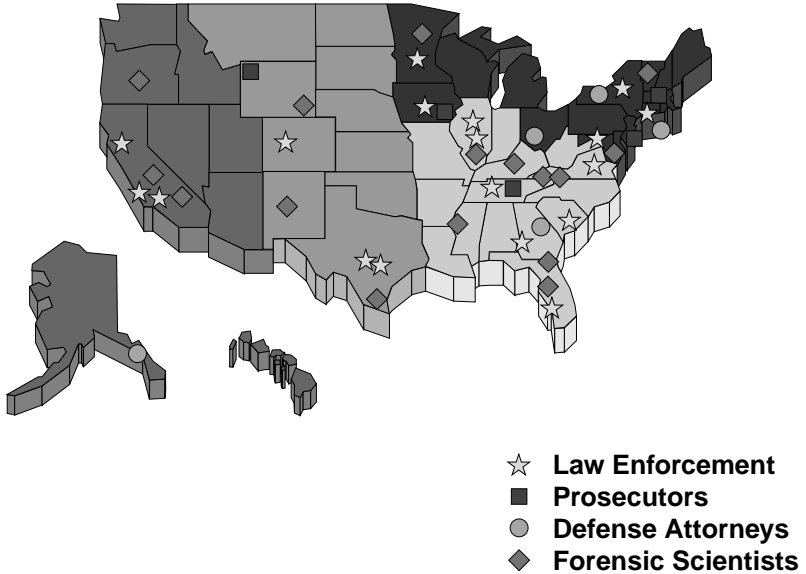 Law Enforcement
Prosecutors
Defense Attorneys
Forensic Scientists